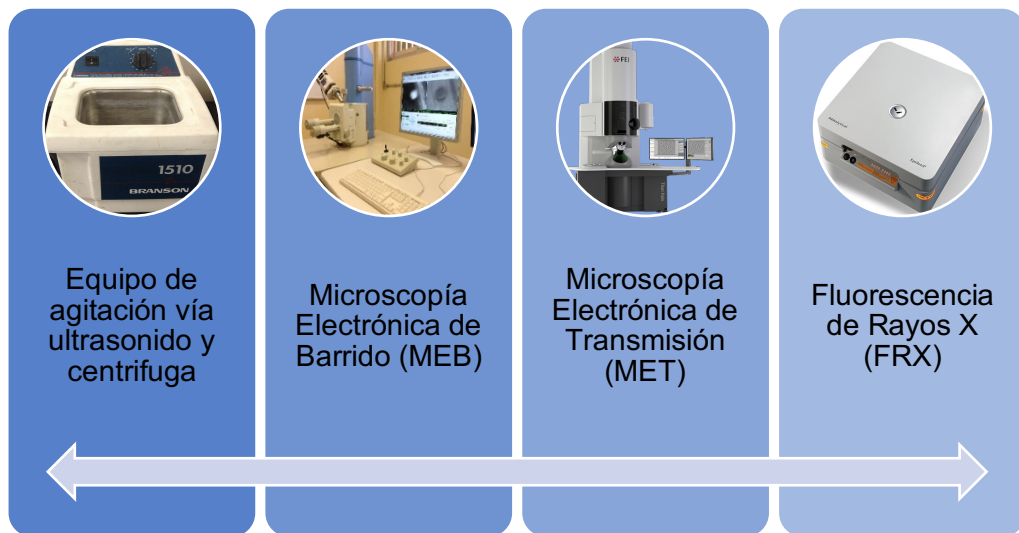 1510
BRANSON
FEI
Equipo de
agitación vía
ultrasonido y
centrifuga
Microscopía
Electrónica de
Barrido (MEB)
Microscopía
Electrónica de
Transmisión
(MET)
Fluorescencia
de Rayos X
(FRX)